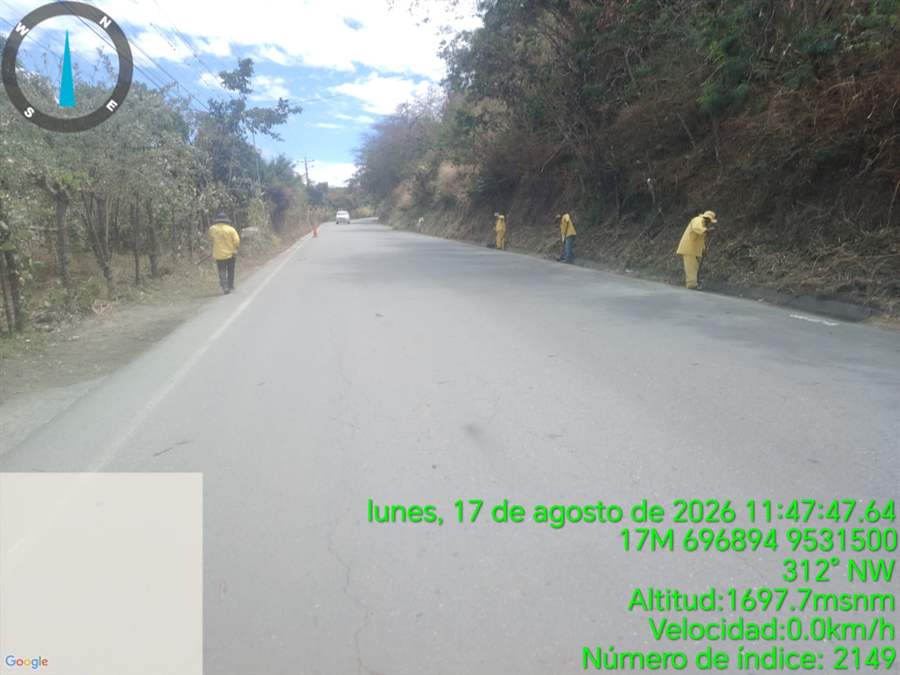 N
W
S
E
lunes, 17 de agosto de 2026 11:47:47.64
17M 696894 9531500
312° NW
Altitud:1697.7msnm
Velocidad:0.0km/h
Número de índice: 2149
Google